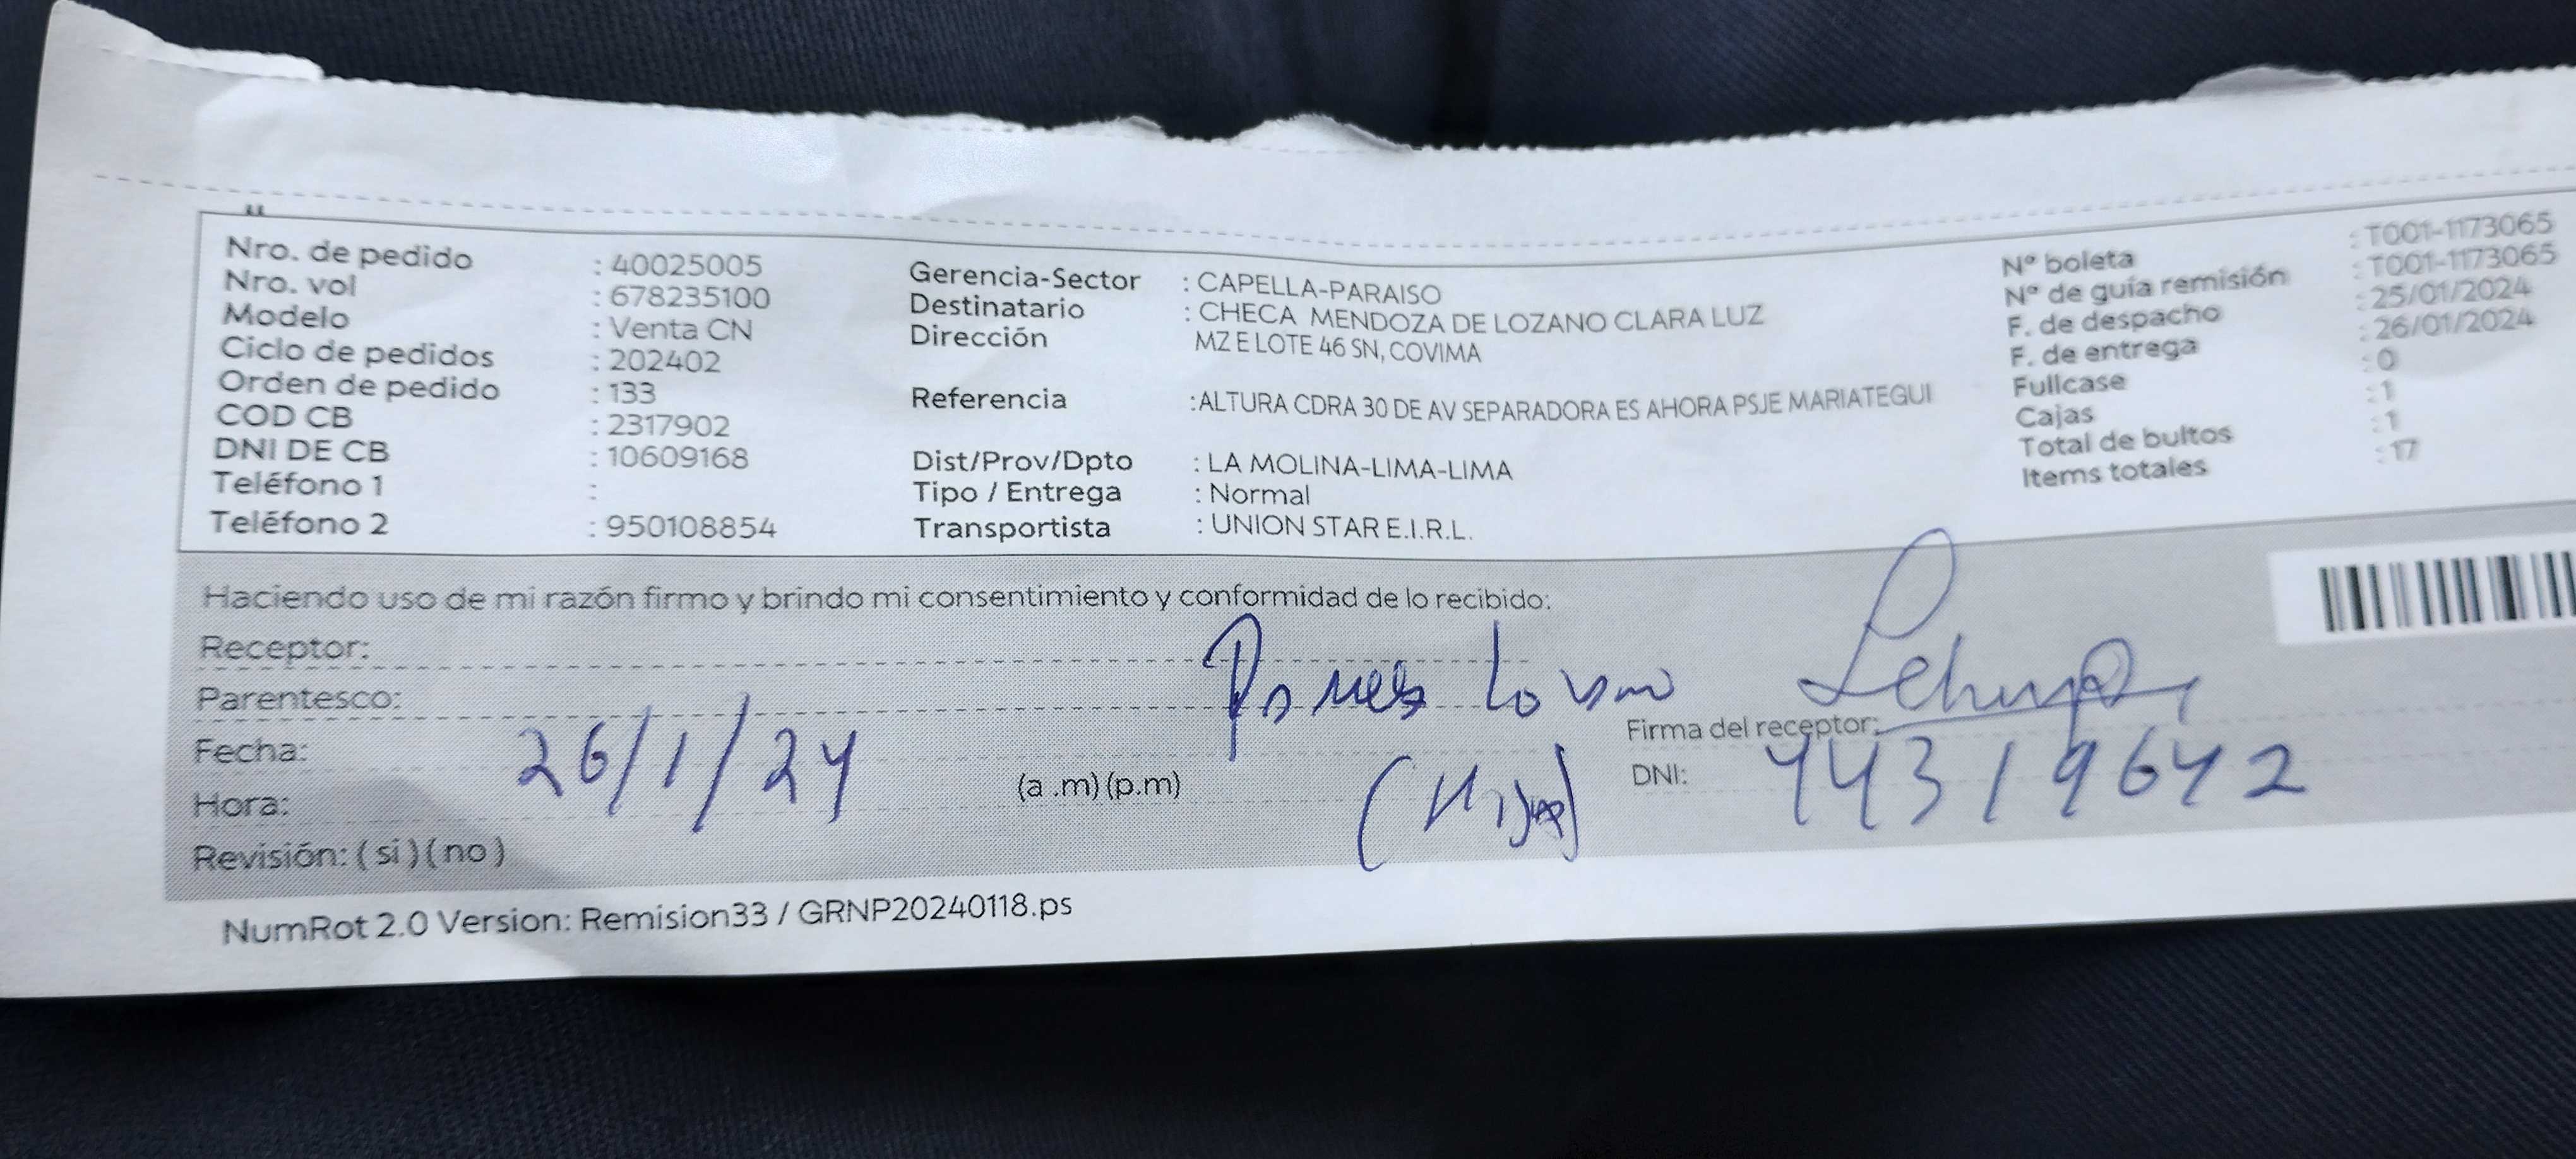 Nro. de pedido : 40025005
Nro. vol : 678235100
Modelo : Venta CN
Ciclo de pedidos : 202402
Orden de pedido : 133
COD CB : 2317902
DNI DE CB : 10609168
Teléfono 1 :
Teléfono 2 : 950108854
Gerencia-Sector : CAPELLA-PARAISO
Destinatario : CHECA MENDOZA DE LOZANO CLARA LUZ
Dirección MZ E LOTE 46 SN, COVIMA
Referencia :ALTURA CDRA 30 DE AV SEPARADORA ES AHORA PSJE MARIATEGUI
Dist/Prov/Dpto : LA MOLINA-LIMA-LIMA
Tipo / Entrega : Normal
Transportista : UNION STAR E.I.R.L.
N° boleta : T001-1173065
N° de guía remisión : T001-1173065
F. de despacho : 25/01/2024
F. de entrega : 26/01/2024
Fullcase : 0
Cajas : 1
Total de bultos : 1
Items totales : 17
Haciendo uso de mi razón firmo y brindo mi consentimiento y conformidad de lo recibido:
Receptor:
Parentesco:
Fecha: 26/1/24
Hora: (a .m) (p.m)
Revisión: ( si ) ( no )
(Hija)
Firma del receptor:
DNI: 44319642
NumRot 2.0 Version: Remision33 / GRNP20240118.ps